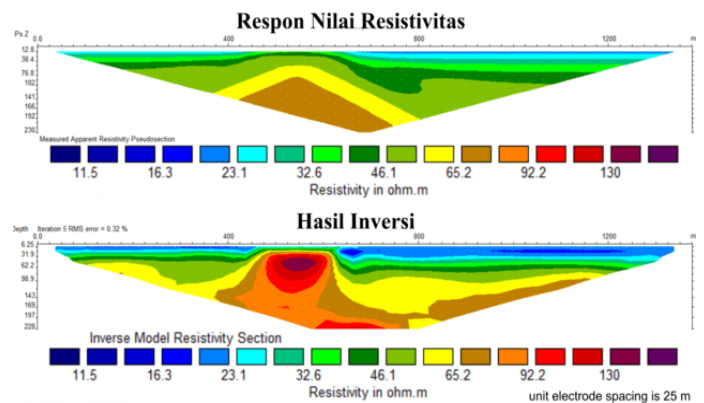 Respon Nilai Resistivitas
Ps.Z 0.0 400 800 1200 m
12.8
38.4
76.8
102
141
166
192
230
Measured Apparent Resistivity Pseudosection
11.5 16.3 23.1 32.6 46.1 65.2 92.2 130
Resistivity in ohm.m
Hasil Inversi
Depth Iteration 5 RMS error = 0.32 %
0.0 400 800 1200 m
6.25
31.9
62.2
98.9
143
169
197
228
Inverse Model Resistivity Section
11.5 16.3 23.1 32.6 46.1 65.2 92.2 130
Resistivity in ohm.m
unit electrode spacing is 25 m